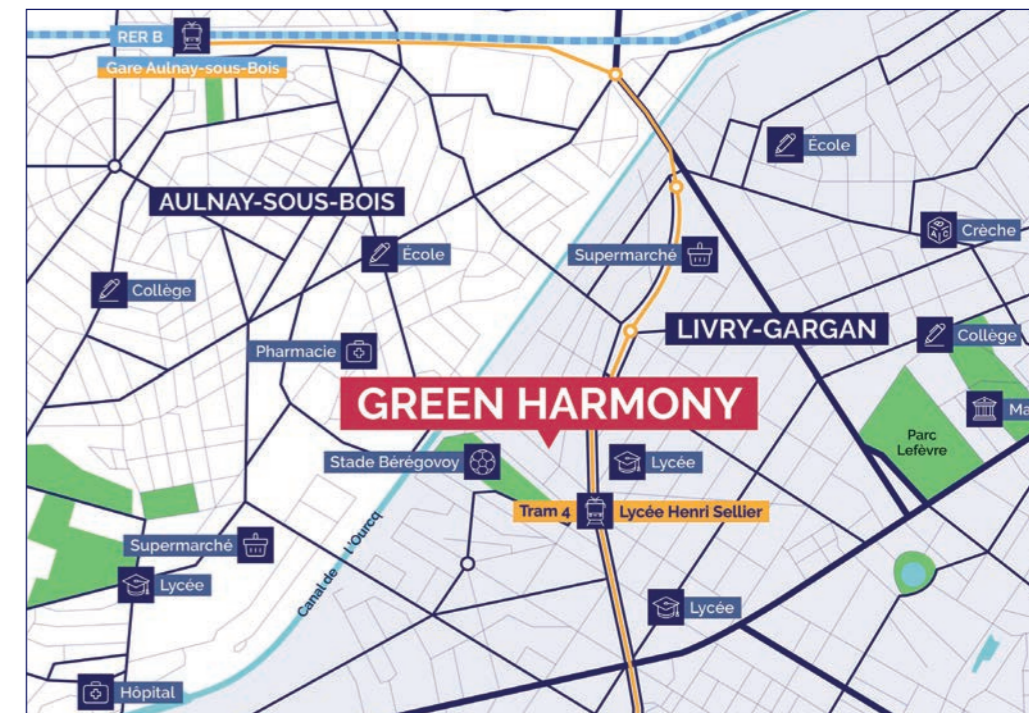 RER B
Gare Aulnay-sous-Bois
École
AULNAY-SOUS-BOIS
Crèche
École
Supermarché
Collège
LIVRY-GARGAN
Collège
Pharmacie
GREEN HARMONY
Ma
Parc
Lefèvre
Stade Bérégovoy
Lycée
Tram 4
Lycée Henri Sellier
Supermarché
Canal de L'Ourcq
Lycée
Lycée
Hôpital